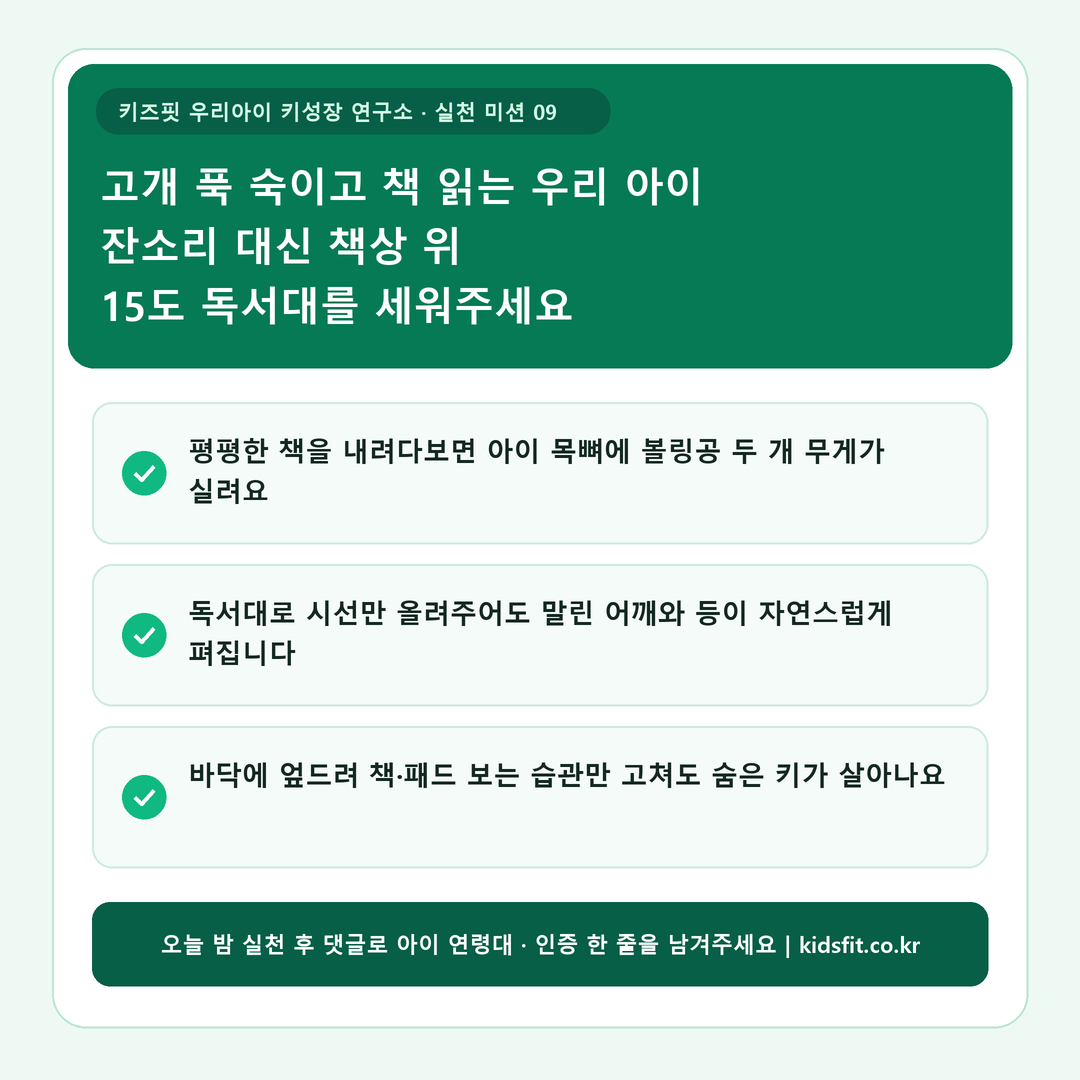 키즈핏 우리아이 키성장 연구소 · 실천 미션 09
고개 푹 숙이고 책 읽는 우리 아이
잔소리 대신 책상 위
15도 독서대를 세워주세요
평평한 책을 내려다보면 아이 목뼈에 볼링공 두 개 무게가
실려요
독서대로 시선만 올려주어도 말린 어깨와 등이 자연스럽게
펴집니다
바닥에 엎드려 책·패드 보는 습관만 고쳐도 숨은 키가 살아나요
오늘 밤 실천 후 댓글로 아이 연령대 · 인증 한 줄을 남겨주세요 | kidsfit.co.kr